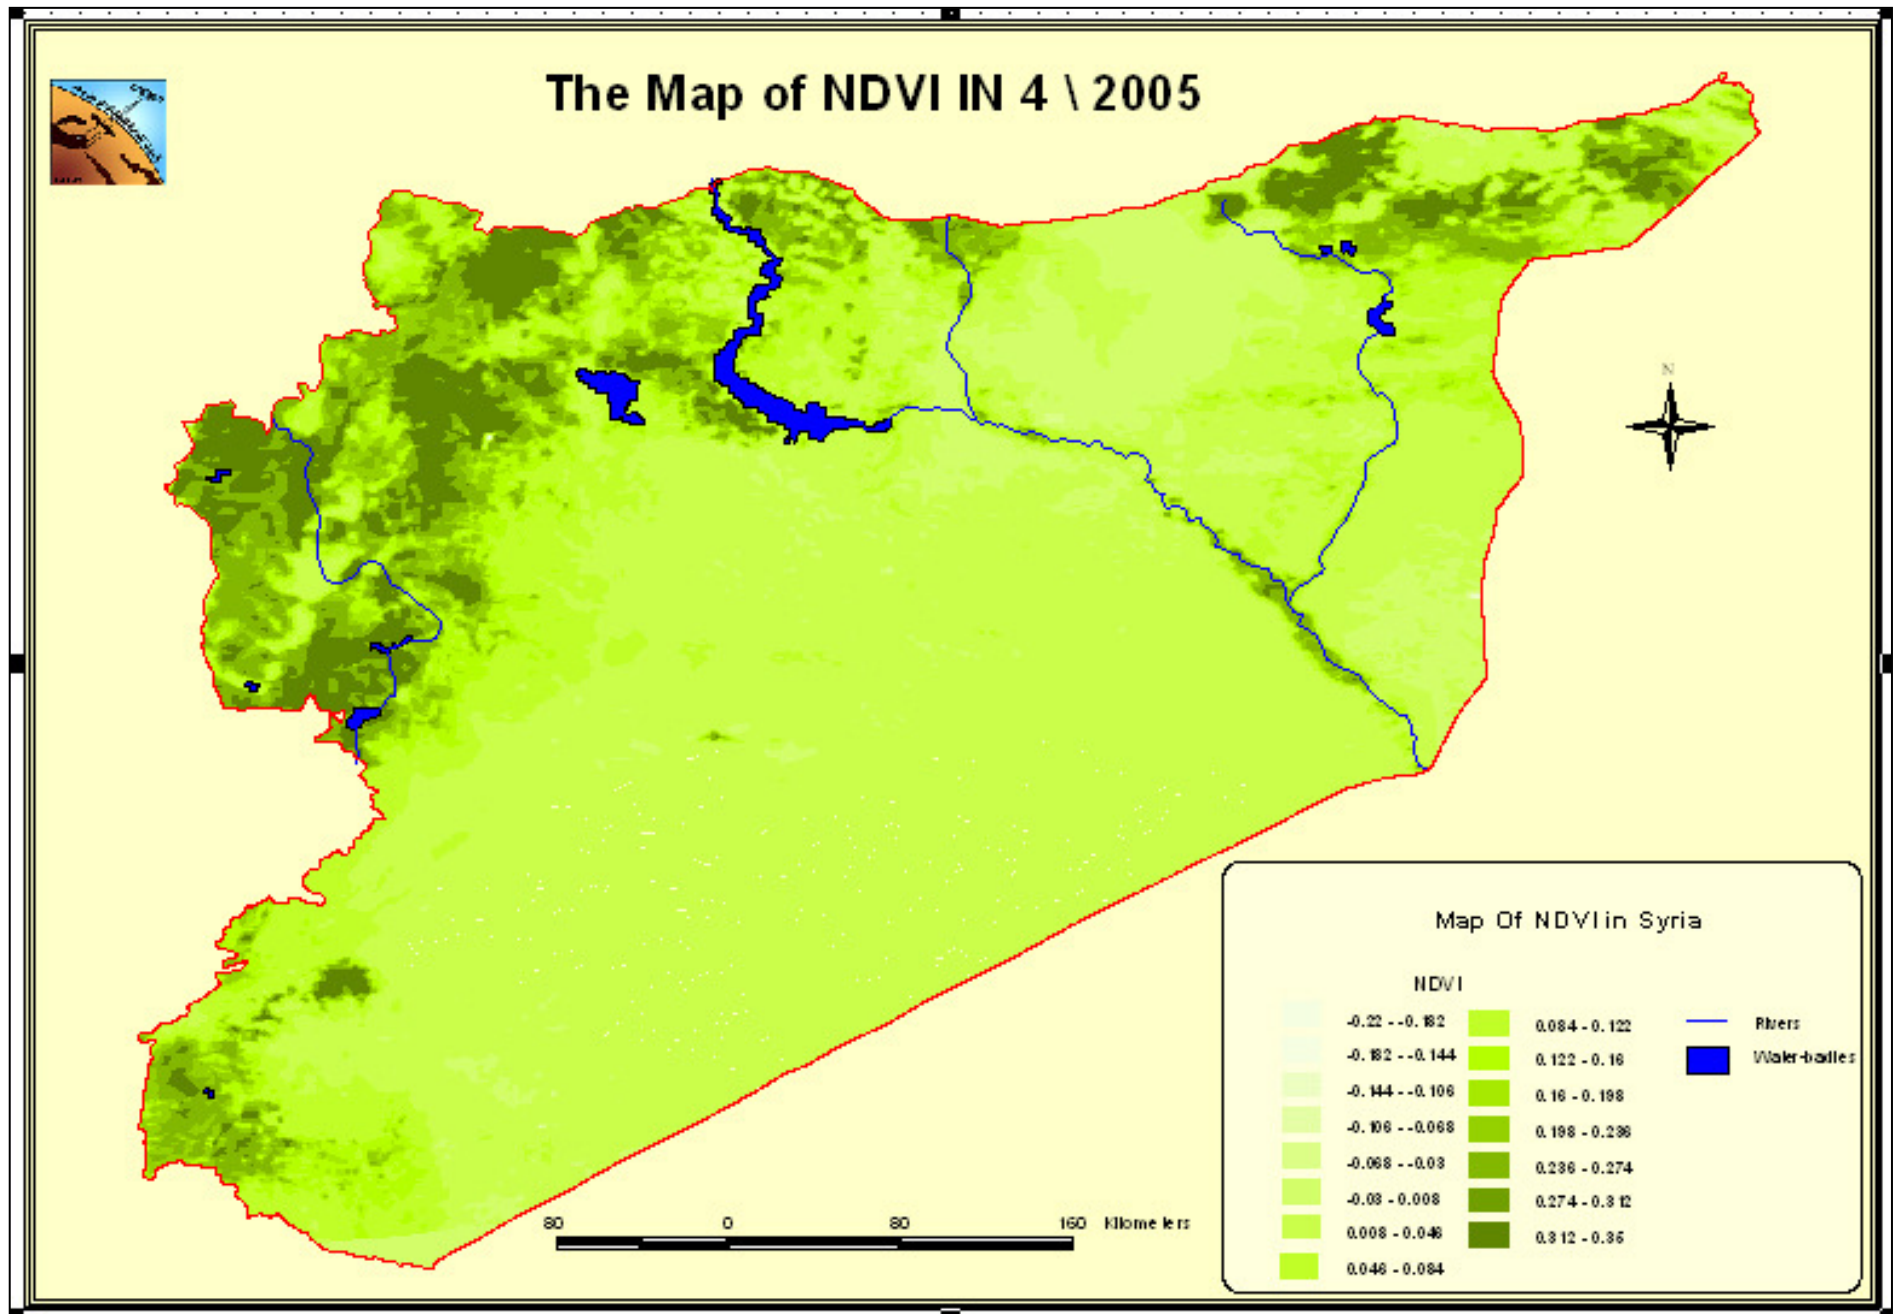 The Map of NDVI IN 4 \ 2005
N
Map Of NDVI in Syria
NDVI
-0.22 - -0.182
-0.182 - -0.144
-0.144 - -0.106
-0.106 - -0.068
-0.068 - -0.03
-0.03 - 0.008
0.008 - 0.046
0.046 - 0.084
0.084 - 0.122
0.122 - 0.16
0.16 - 0.198
0.198 - 0.236
0.236 - 0.274
0.274 - 0.312
0.312 - 0.35
Rivers
Water-badies
80 0 80 160 Kilometers